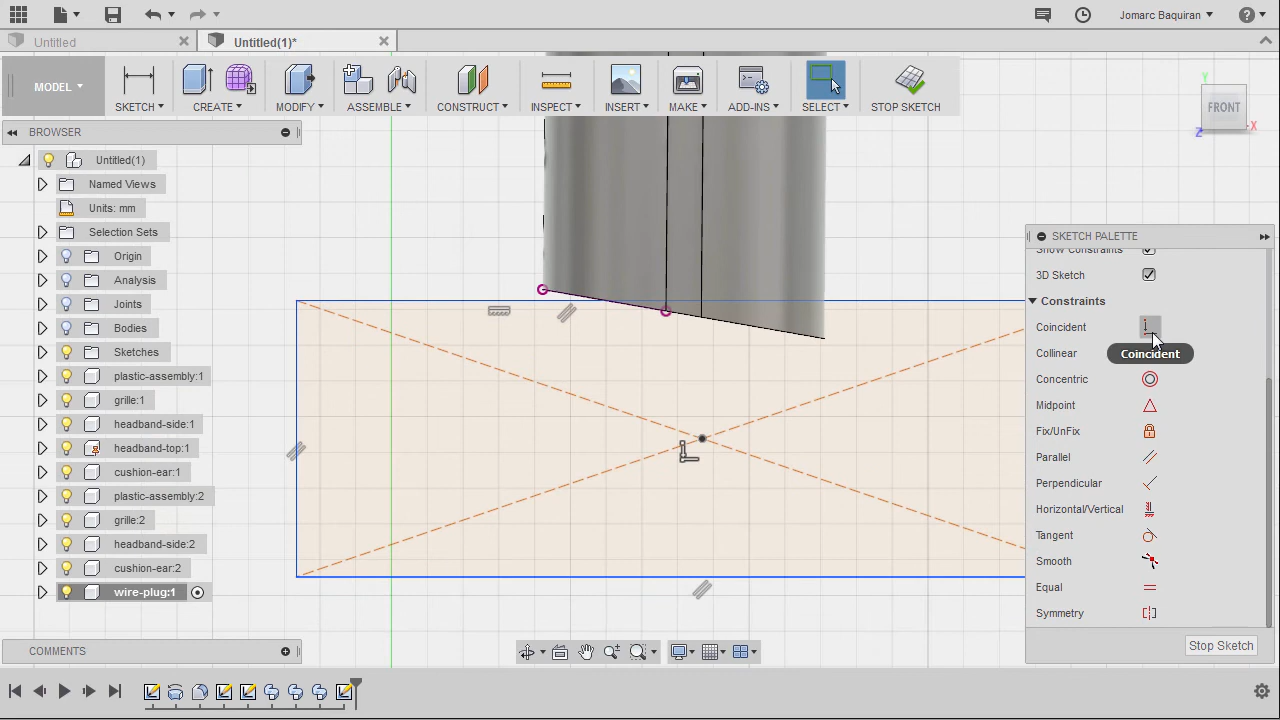 Jomarc Baquiran
Untitled
Untitled(1)*
MODEL
SKETCH
CREATE
MODIFY
ASSEMBLE
CONSTRUCT
INSPECT
INSERT
MAKE
ADD-INS
SELECT
STOP SKETCH
Y
FRONT
X
Z
BROWSER
Untitled(1)
Named Views
Units: mm
Selection Sets
Origin
Analysis
Joints
Bodies
Sketches
plastic-assembly:1
grille:1
headband-side:1
headband-top:1
cushion-ear:1
plastic-assembly:2
grille:2
headband-side:2
cushion-ear:2
wire-plug:1
SKETCH PALETTE
Show Constraints
3D Sketch
Constraints
Coincident
Collinear
Coincident
Concentric
Midpoint
Fix/UnFix
Parallel
Perpendicular
Horizontal/Vertical
Tangent
Smooth
Equal
Symmetry
Stop Sketch
COMMENTS